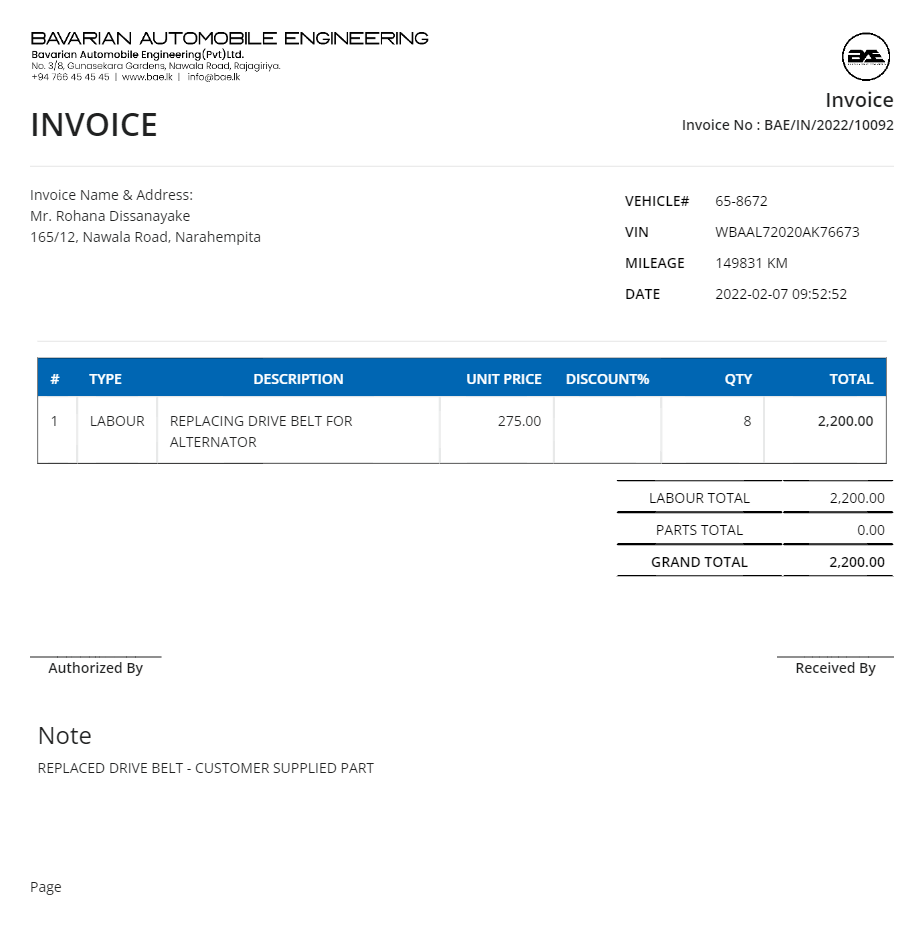 BAVARIAN AUTOMOBILE ENGINEERING
Bavarian Automobile Engineering(Pvt)Ltd.
No. 3/8, Gunasekara Gardens, Nawala Road, Rajagiriya.
+94 766 45 45 45 | www.bae.lk | info@bae.lk
BAE
Invoice
INVOICE
Invoice No : BAE/IN/2022/10092
Invoice Name & Address:
Mr. Rohana Dissanayake
165/12, Nawala Road, Narahempita
VEHICLE# 65-8672
VIN WBAAL72020AK76673
MILEAGE 149831 KM
DATE 2022-02-07 09:52:52
# TYPE DESCRIPTION UNIT PRICE DISCOUNT% QTY TOTAL
1 LABOUR REPLACING DRIVE BELT FOR 275.00 8 2,200.00
ALTERNATOR
LABOUR TOTAL 2,200.00
PARTS TOTAL 0.00
GRAND TOTAL 2,200.00
Authorized By
Received By
Note
REPLACED DRIVE BELT - CUSTOMER SUPPLIED PART
Page